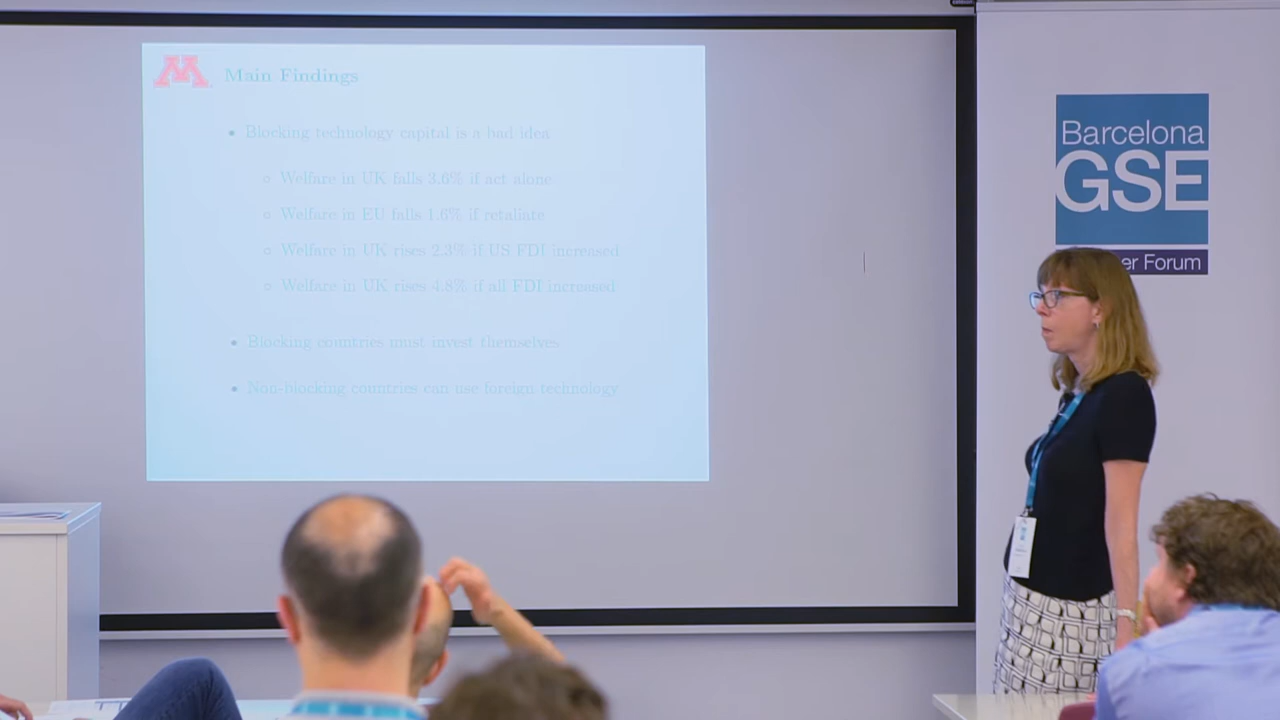 M
Main Findings
• Blocking technology capital is a bad idea
◦ Welfare in UK falls 3.6% if act alone
◦ Welfare in EU falls 1.6% if retaliate
◦ Welfare in UK rises 2.3% if US FDI increased
◦ Welfare in UK rises 4.8% if all FDI increased
• Blocking countries must invest themselves
• Non-blocking countries can use foreign technology
Barcelona
GSE
er Forum